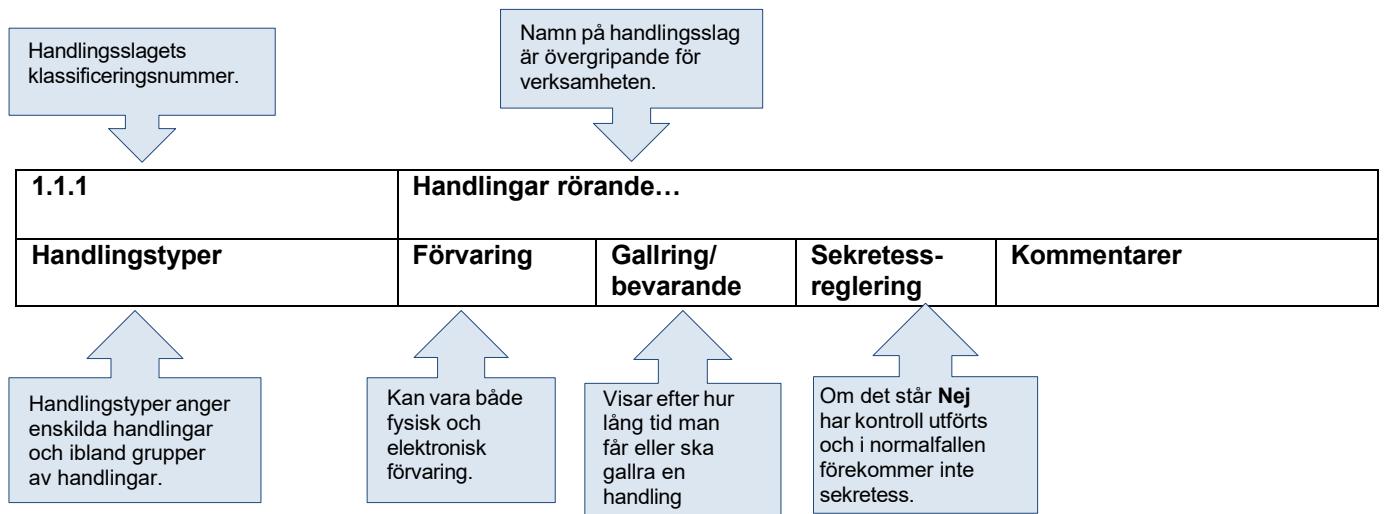 Handlingsslagets
klassificeringsnummer.
Namn på handlingsslag
är övergripande för
verksamheten.
1.1.1
Handlingar rörande…
Handlingstyper
Förvaring
Gallring/
bevarande
Sekretess-
reglering
Kommentarer
Handlingstyper anger
enskilda handlingar
och ibland grupper
av handlingar.
Kan vara både
fysisk och
elektronisk
förvaring.
Visar efter hur
lång tid man
får eller ska
gallra en
handling
Om det står Nej
har kontroll utförts
och i normalfallen
förekommer inte
sekretess.